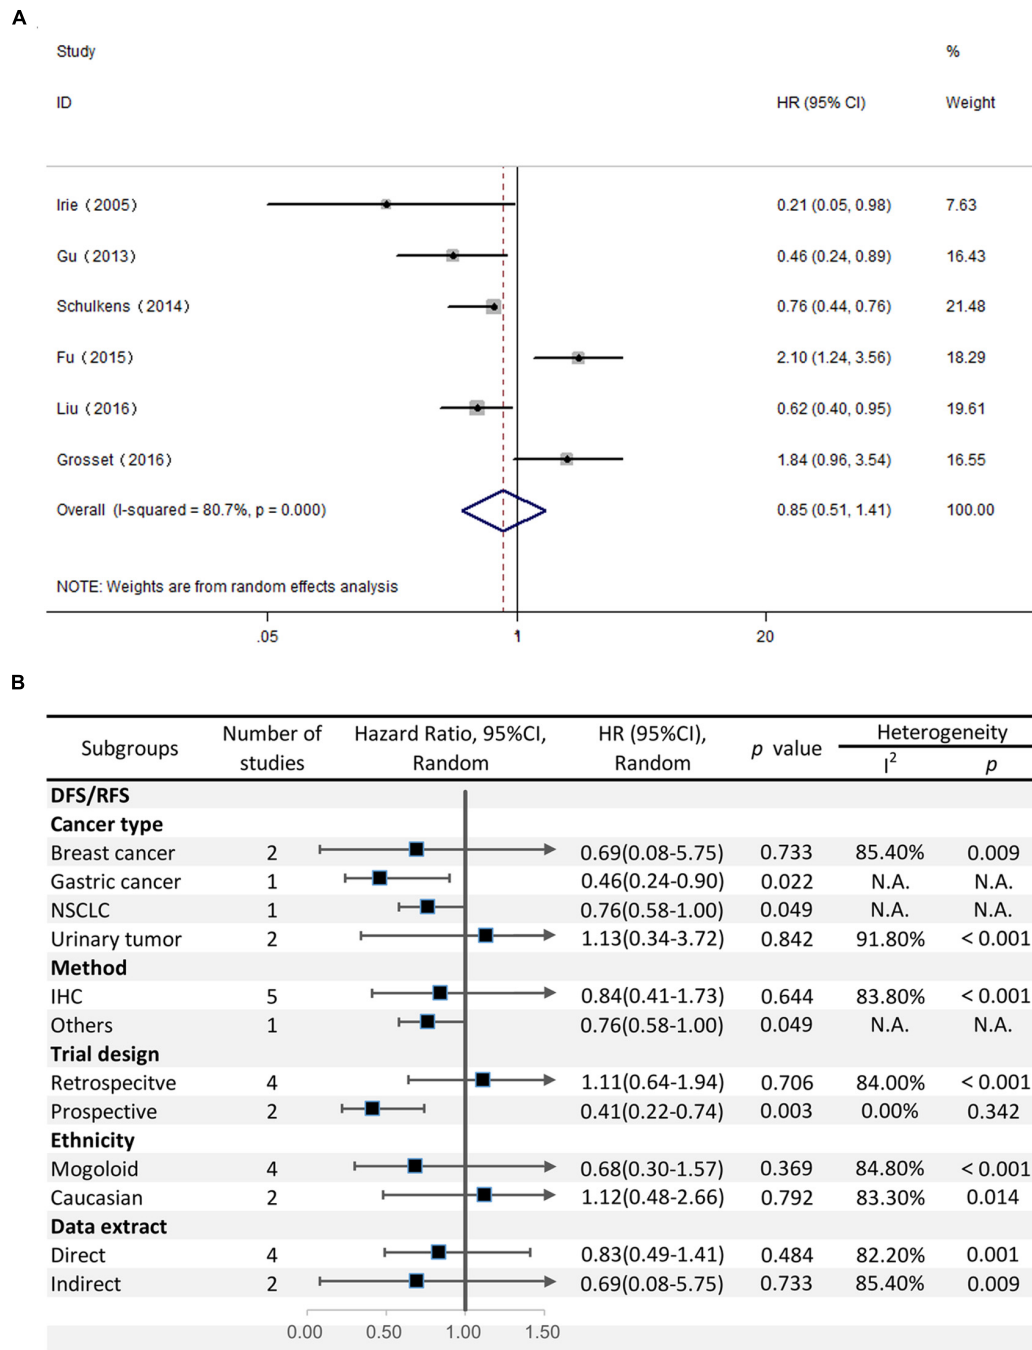 A
Study %
ID HR (95% CI) Weight
Irie（2005） 0.21 (0.05, 0.98) 7.63
Gu（2013） 0.46 (0.24, 0.89) 16.43
Schulkens（2014） 0.76 (0.44, 0.76) 21.48
Fu（2015） 2.10 (1.24, 3.56) 18.29
Liu（2016） 0.62 (0.40, 0.95) 19.61
Grosset（2016） 1.84 (0.96, 3.54) 16.55
Overall (I-squared = 80.7%, p = 0.000) 0.85 (0.51, 1.41) 100.00
NOTE: Weights are from random effects analysis
.05 1 20
B
Subgroups Number of studies Hazard Ratio, 95%CI, Random HR (95%CI), Random p value Heterogeneity
I² p
DFS/RFS
Cancer type
Breast cancer 2 0.69(0.08-5.75) 0.733 85.40% 0.009
Gastric cancer 1 0.46(0.24-0.90) 0.022 N.A. N.A.
NSCLC 1 0.76(0.58-1.00) 0.049 N.A. N.A.
Urinary tumor 2 1.13(0.34-3.72) 0.842 91.80% < 0.001
Method
IHC 5 0.84(0.41-1.73) 0.644 83.80% < 0.001
Others 1 0.76(0.58-1.00) 0.049 N.A. N.A.
Trial design
Retrospecitve 4 1.11(0.64-1.94) 0.706 84.00% < 0.001
Prospective 2 0.41(0.22-0.74) 0.003 0.00% 0.342
Ethnicity
Mogoloid 4 0.68(0.30-1.57) 0.369 84.80% < 0.001
Caucasian 2 1.12(0.48-2.66) 0.792 83.30% 0.014
Data extract
Direct 4 0.83(0.49-1.41) 0.484 82.20% 0.001
Indirect 2 0.69(0.08-5.75) 0.733 85.40% 0.009
0.00 0.50 1.00 1.50